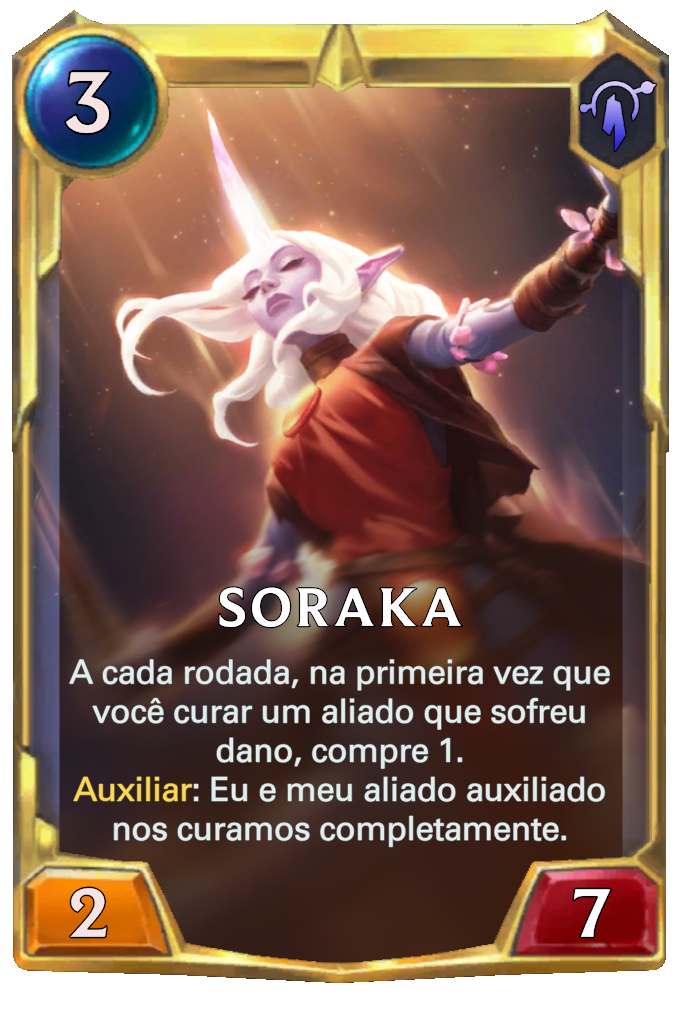 3
SORAKA
A cada rodada, na primeira vez que
você curar um aliado que sofreu
dano, compre 1.
Auxiliar: Eu e meu aliado auxiliado
nos curamos completamente.
2
7